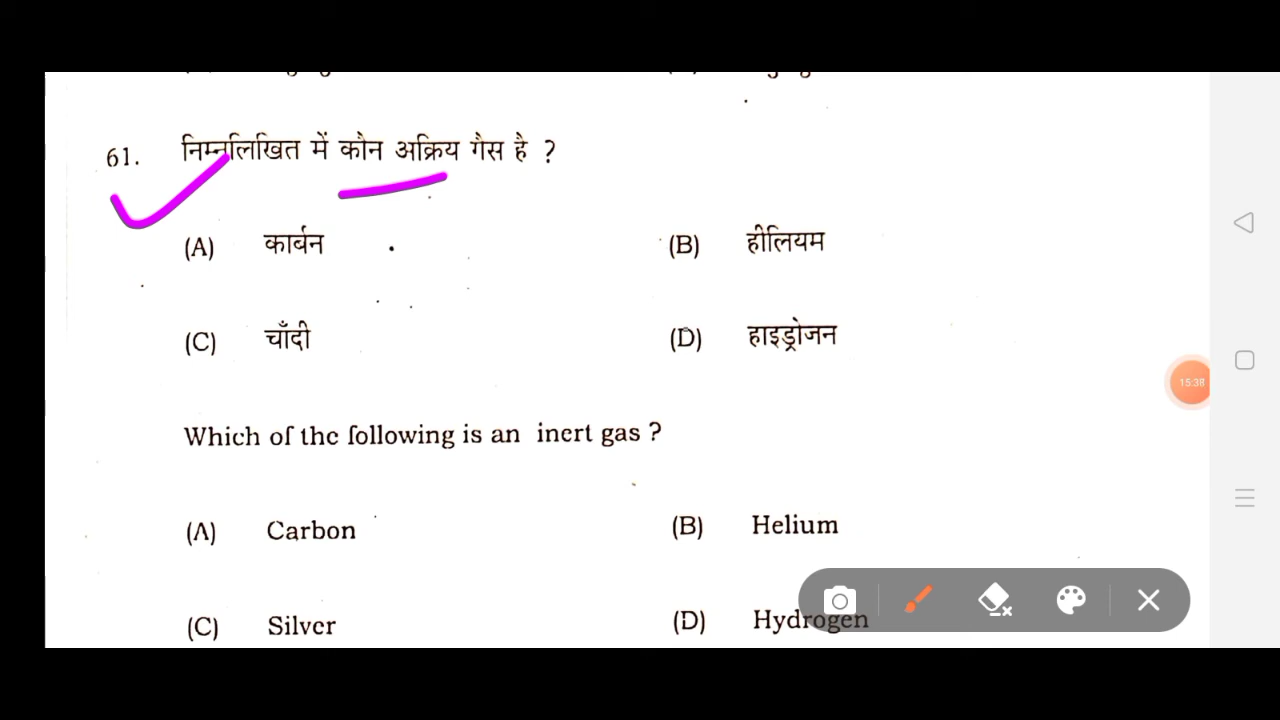 61. निम्नलिखित में कौन अक्रिय गैस है ?
(A) कार्बन (B) हीलियम
(C) चाँदी (D) हाइड्रोजन
Which of the following is an inert gas ?
(A) Carbon (B) Helium
(C) Silver (D) Hydrogen
15:38